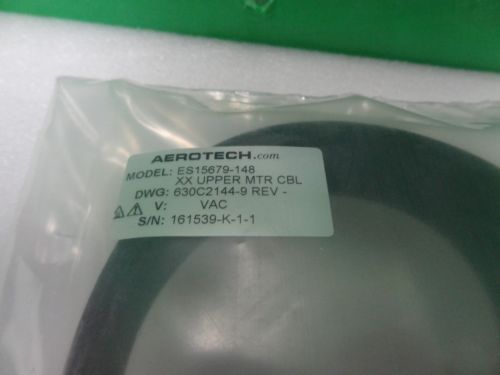 AEROTECH.com
MODEL: ES15679-148
XX UPPER MTR CBL
DWG: 630C2144-9 REV -
V: VAC
S/N: 161539-K-1-1